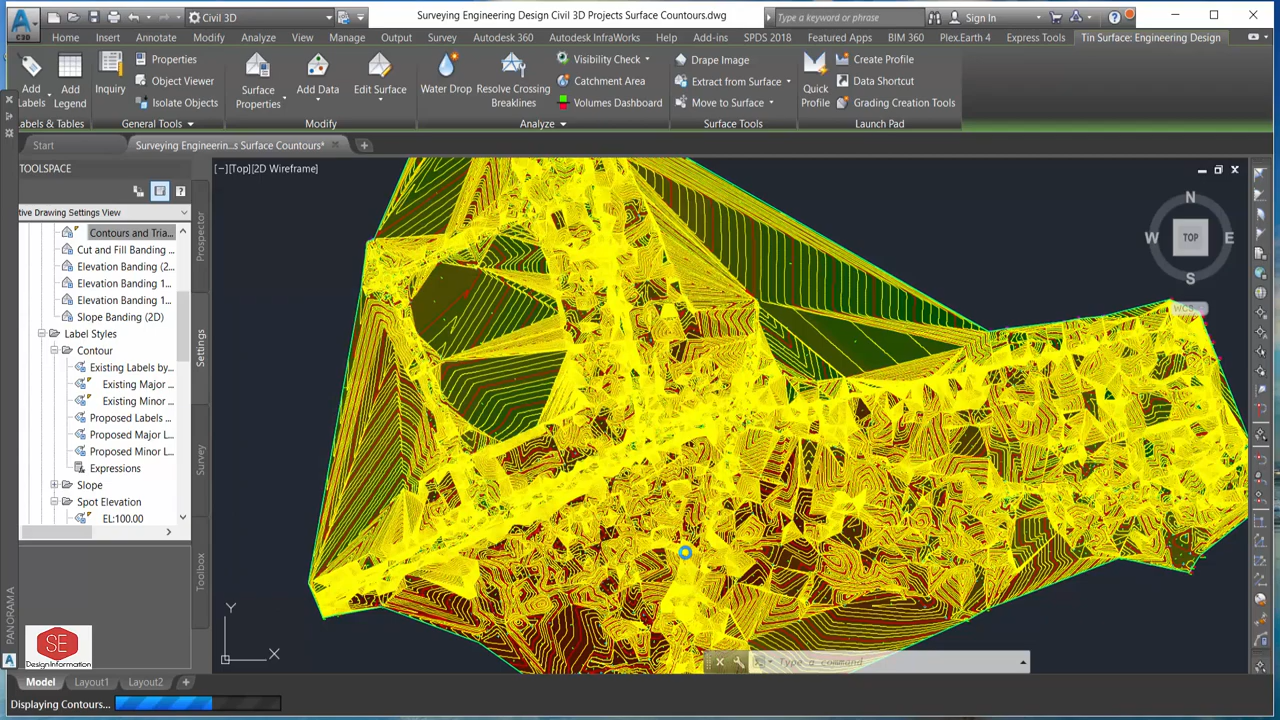 Civil 3D
Surveying Engineering Design Civil 3D Projects Surface Countours.dwg
Type a keyword or phrase
Sign In
C3D
Home Insert Annotate Modify Analyze View Manage Output Survey Autodesk 360 Autodesk InfraWorks Help Add-ins SPDS 2018 Featured Apps BIM 360 Plex.Earth 4 Express Tools Tin Surface: Engineering Design
Add Labels
Add Legend
Labels & Tables
Inquiry
Properties
Object Viewer
Isolate Objects
General Tools
Surface Properties
Add Data
Edit Surface
Modify
Water Drop
Resolve Crossing Breaklines
Visibility Check
Catchment Area
Volumes Dashboard
Analyze
Drape Image
Extract from Surface
Move to Surface
Surface Tools
Quick Profile
Create Profile
Data Shortcut
Grading Creation Tools
Launch Pad
Start
Surveying Engineerin...s Surface Countours*
TOOLSPACE
tive Drawing Settings View
Contours and Tria...
Cut and Fill Banding ...
Elevation Banding (2...
Elevation Banding 1...
Elevation Banding 1...
Slope Banding (2D)
Label Styles
Contour
Existing Labels by...
Existing Major ...
Existing Minor ...
Proposed Labels ...
Proposed Major L...
Proposed Minor L...
Expressions
Slope
Spot Elevation
EL:100.00
Prospector
Settings
Survey
Toolbox
PANORAMA
[−][Top][2D Wireframe]
N
W
TOP
E
S
WCS
Y
X
SE
DesignInformation
Type a command
Model Layout1 Layout2
Displaying Contours...